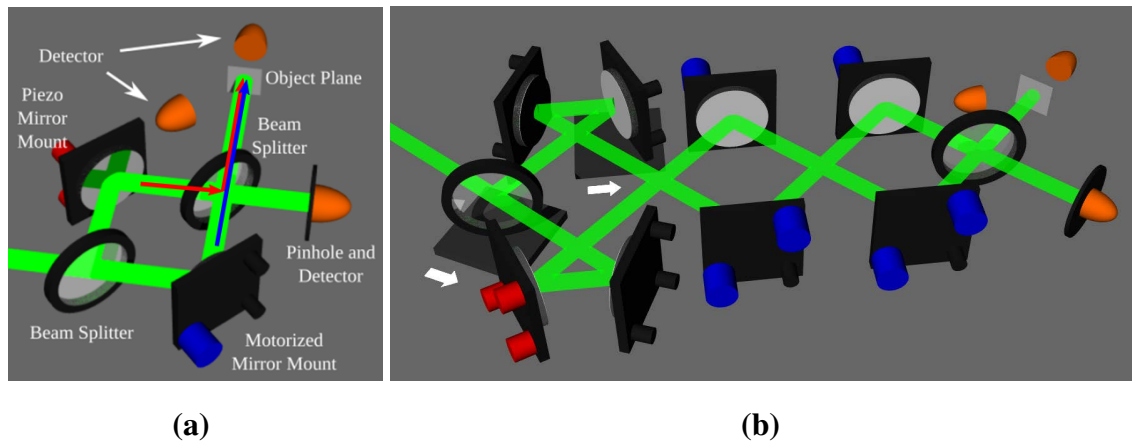 Detector
Object Plane
Piezo
Mirror
Mount
Beam
Splitter
Pinhole and
Detector
Beam Splitter
Motorized
Mirror Mount
(a)
(b)